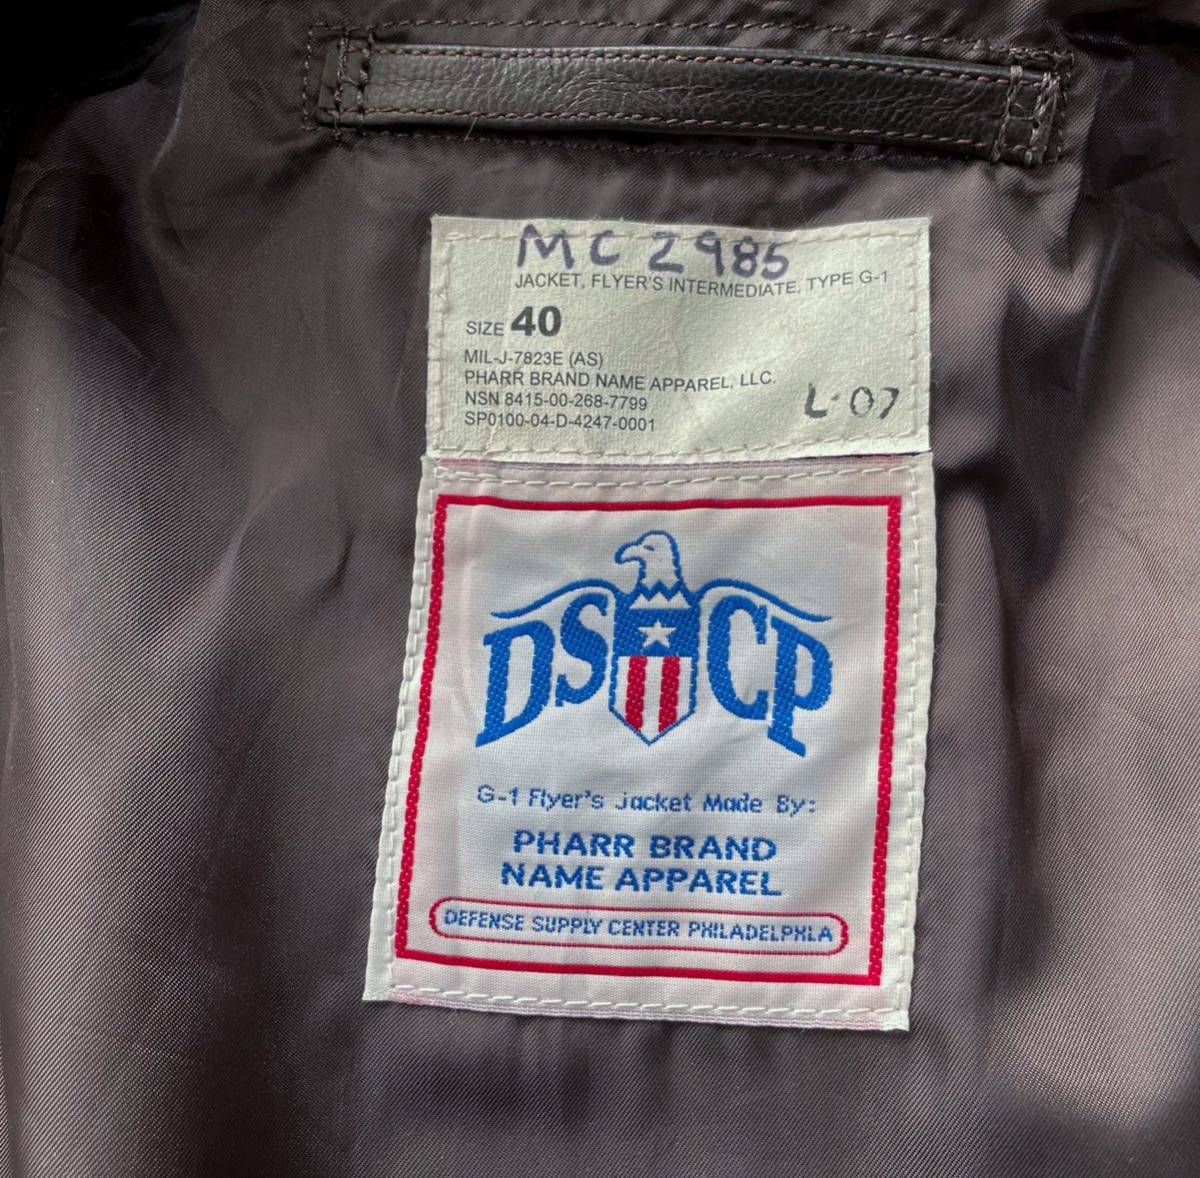 MC 2985
JACKET, FLYER'S INTERMEDIATE, TYPE G-1
SIZE 40
MIL-J-7823E (AS)
PHARR BRAND NAME APPAREL, LLC.
NSN 8415-00-268-7799
SP0100-04-D-4247-0001
L-07
DSCP
G-1 Flyer's Jacket Made By:
PHARR BRAND
NAME APPAREL
DEFENSE SUPPLY CENTER PHILADELPHIA